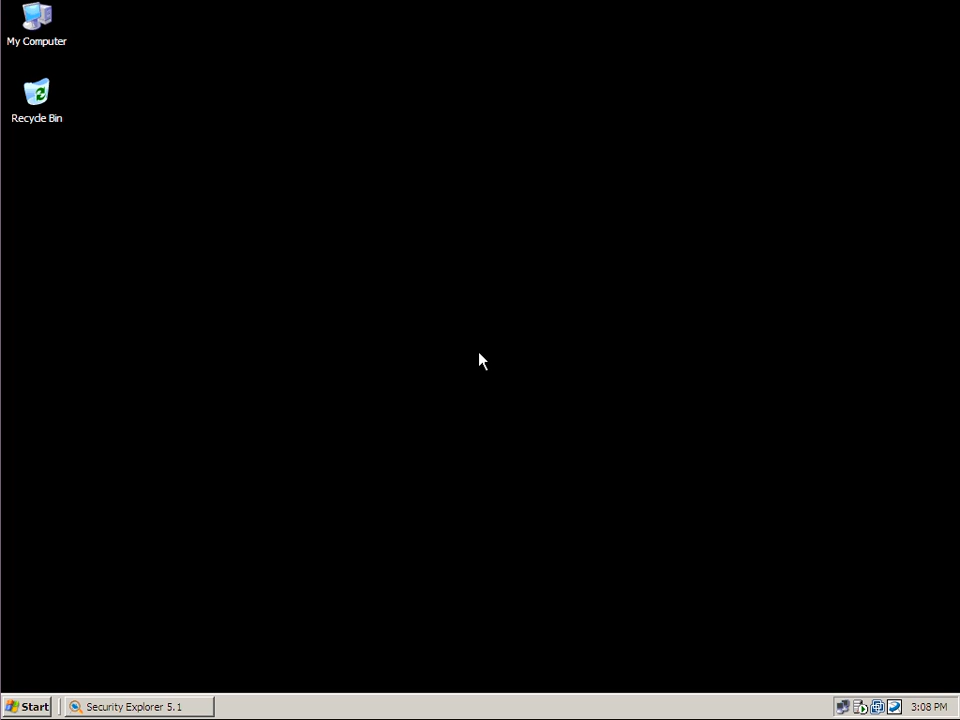 My Computer
Recycle Bin
Start
Security Explorer 5.1
3:08 PM